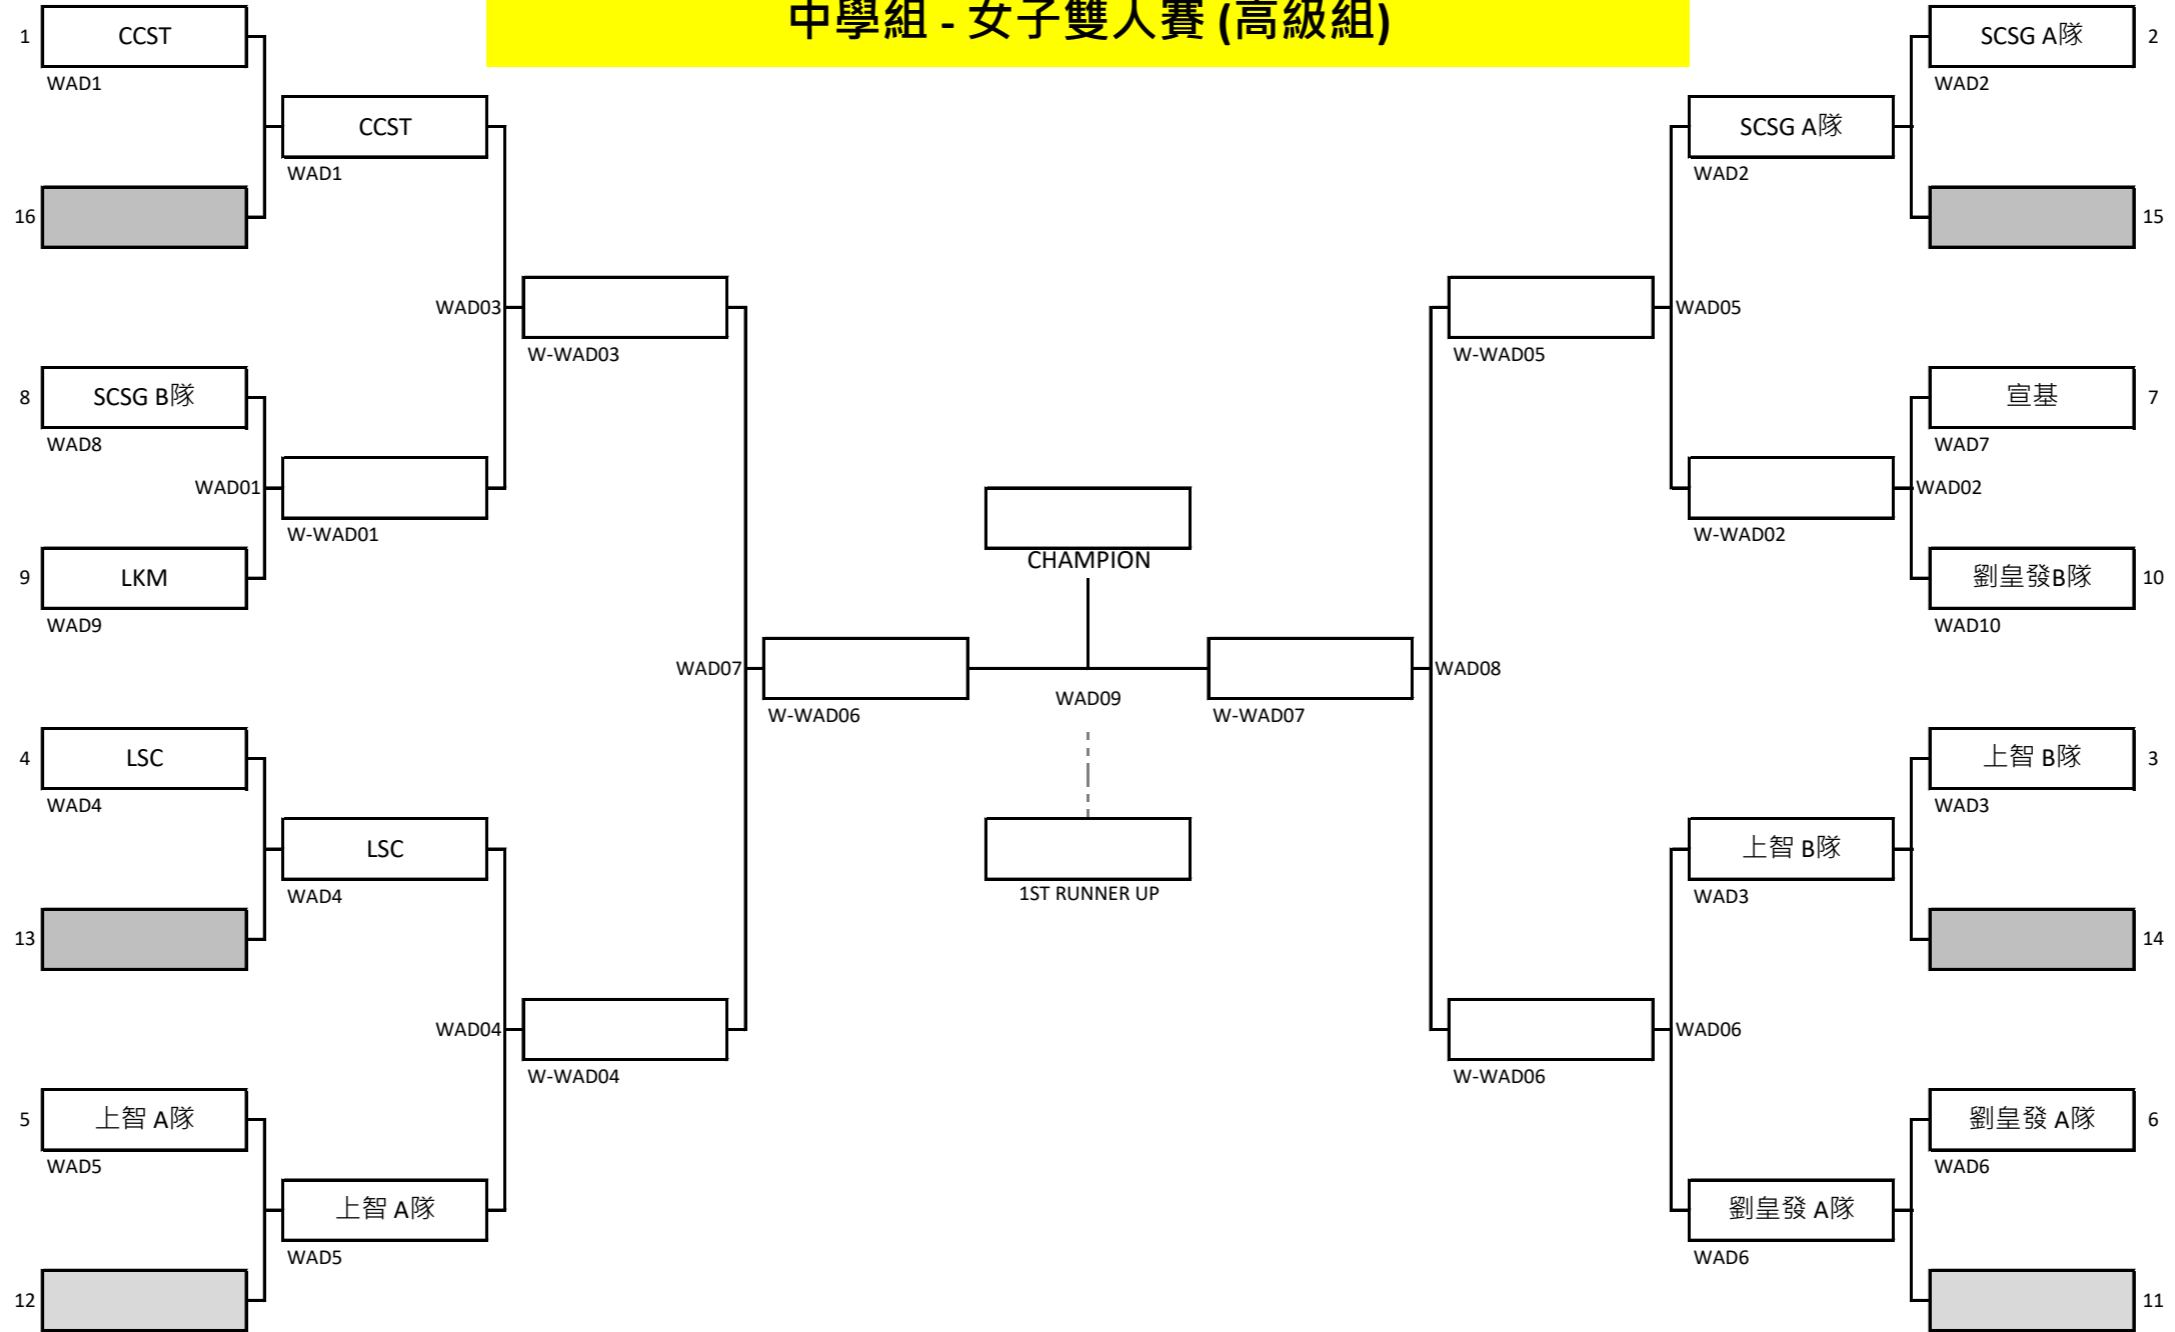 中學組 - 女子雙人賽 (高級組)
1
CCST
WAD1
CCST
WAD1
16
WAD03
W-WAD03
8
SCSG B隊
WAD8
WAD01
W-WAD01
9
LKM
WAD9
WAD07
W-WAD06
4
LSC
WAD4
LSC
WAD4
13
WAD04
W-WAD04
5
上智 A隊
WAD5
上智 A隊
WAD5
12
CHAMPION
WAD09
1ST RUNNER UP
SCSG A隊
2
WAD2
SCSG A隊
WAD2
15
WAD05
W-WAD05
宣基
7
WAD7
WAD02
W-WAD02
劉皇發B隊
10
WAD10
WAD08
W-WAD07
上智 B隊
3
WAD3
上智 B隊
WAD3
14
WAD06
W-WAD06
劉皇發 A隊
6
WAD6
劉皇發 A隊
WAD6
11